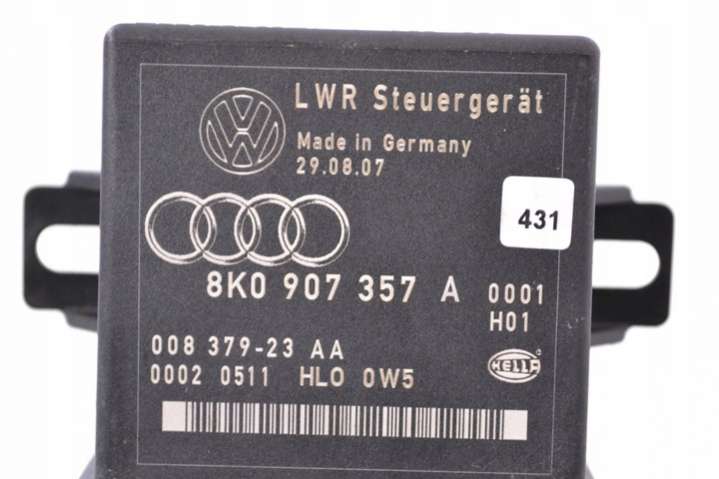 LWR Steuergerät
Made in Germany
29.08.07
431
8K0 907 357 A 0001
H01
008 379-23 AA
0002 0511 HLO 0W5
HELLA